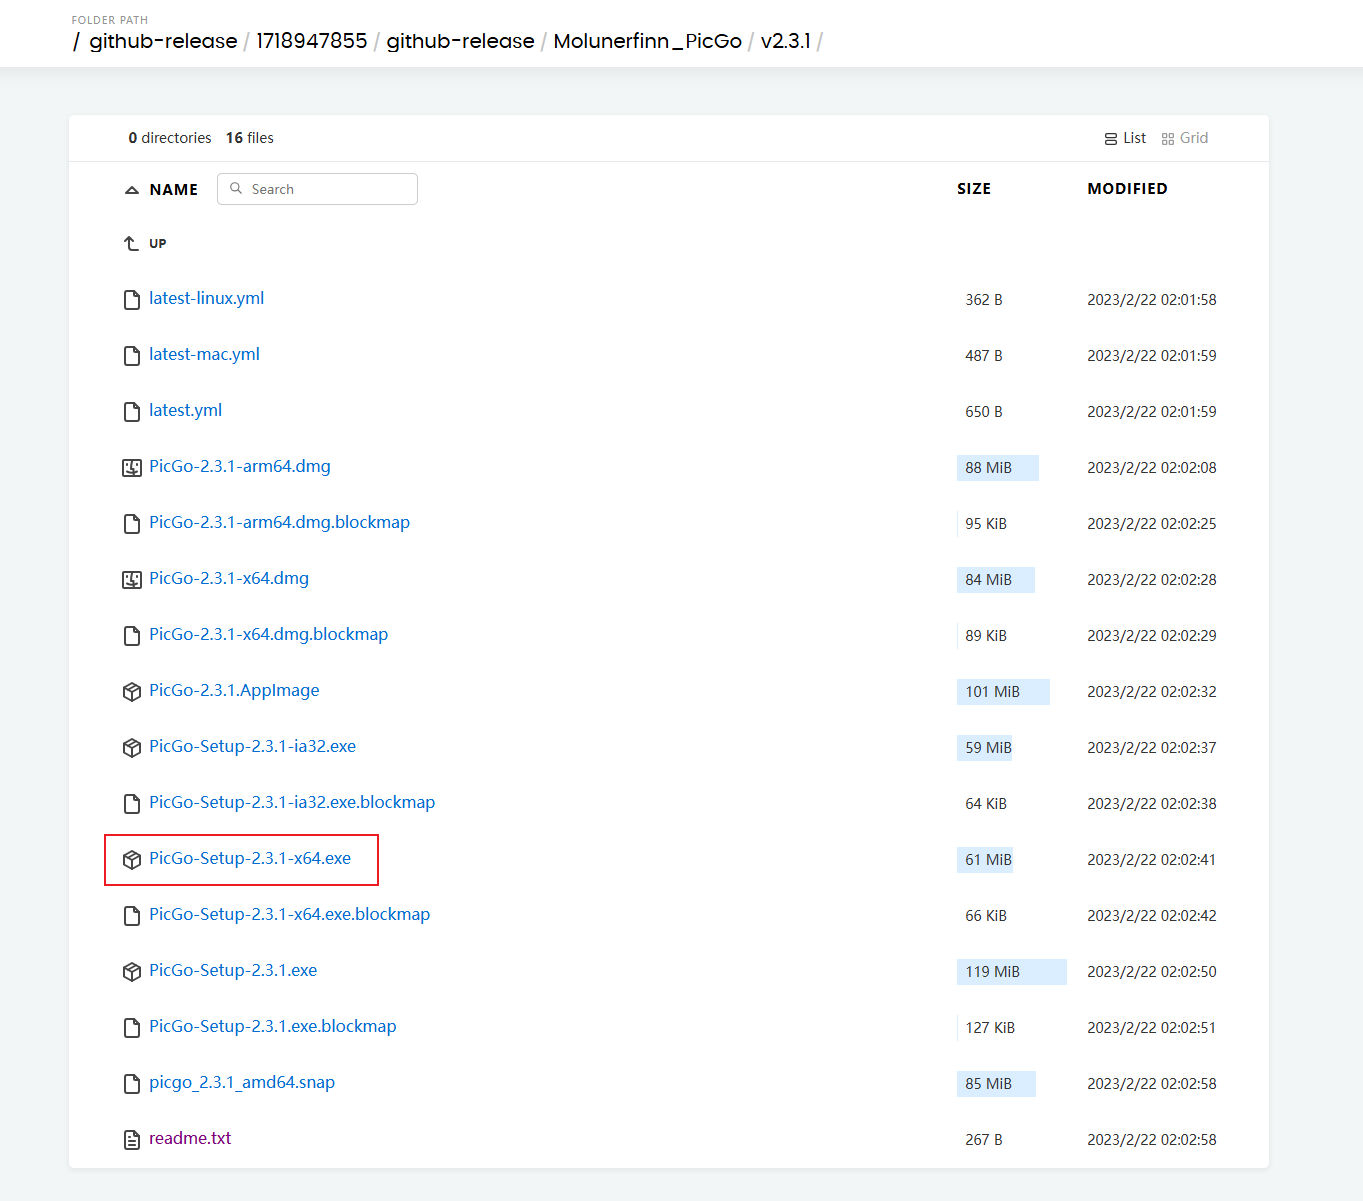 FOLDER PATH
/ github-release / 1718947855 / github-release / Molunerfinn_PicGo / v2.3.1 /
0 directories 16 files List Grid
NAME Search SIZE MODIFIED
UP
latest-linux.yml 362 B 2023/2/22 02:01:58
latest-mac.yml 487 B 2023/2/22 02:01:59
latest.yml 650 B 2023/2/22 02:01:59
PicGo-2.3.1-arm64.dmg 88 MiB 2023/2/22 02:02:08
PicGo-2.3.1-arm64.dmg.blockmap 95 KiB 2023/2/22 02:02:25
PicGo-2.3.1-x64.dmg 84 MiB 2023/2/22 02:02:28
PicGo-2.3.1-x64.dmg.blockmap 89 KiB 2023/2/22 02:02:29
PicGo-2.3.1.AppImage 101 MiB 2023/2/22 02:02:32
PicGo-Setup-2.3.1-ia32.exe 59 MiB 2023/2/22 02:02:37
PicGo-Setup-2.3.1-ia32.exe.blockmap 64 KiB 2023/2/22 02:02:38
PicGo-Setup-2.3.1-x64.exe 61 MiB 2023/2/22 02:02:41
PicGo-Setup-2.3.1-x64.exe.blockmap 66 KiB 2023/2/22 02:02:42
PicGo-Setup-2.3.1.exe 119 MiB 2023/2/22 02:02:50
PicGo-Setup-2.3.1.exe.blockmap 127 KiB 2023/2/22 02:02:51
picgo_2.3.1_amd64.snap 85 MiB 2023/2/22 02:02:58
readme.txt 267 B 2023/2/22 02:02:58